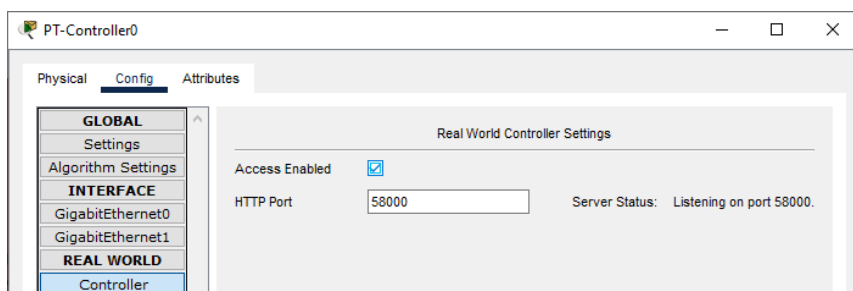 PT-Controller0
Physical Config Attributes
GLOBAL
Settings
Algorithm Settings
INTERFACE
GigabitEthernet0
GigabitEthernet1
REAL WORLD
Controller
Real World Controller Settings
Access Enabled
HTTP Port 58000 Server Status: Listening on port 58000.